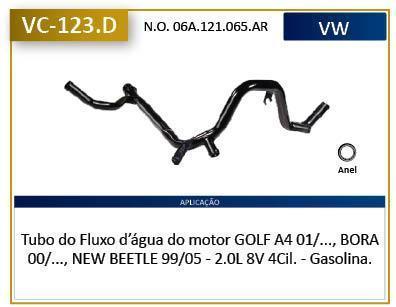 VC-123.D
N.O. 06A.121.065.AR
VW
Anel
APLICAÇÃO
Tubo do Fluxo d’água do motor GOLF A4 01/..., BORA
00/..., NEW BEETLE 99/05 - 2.0L 8V 4Cil. - Gasolina.